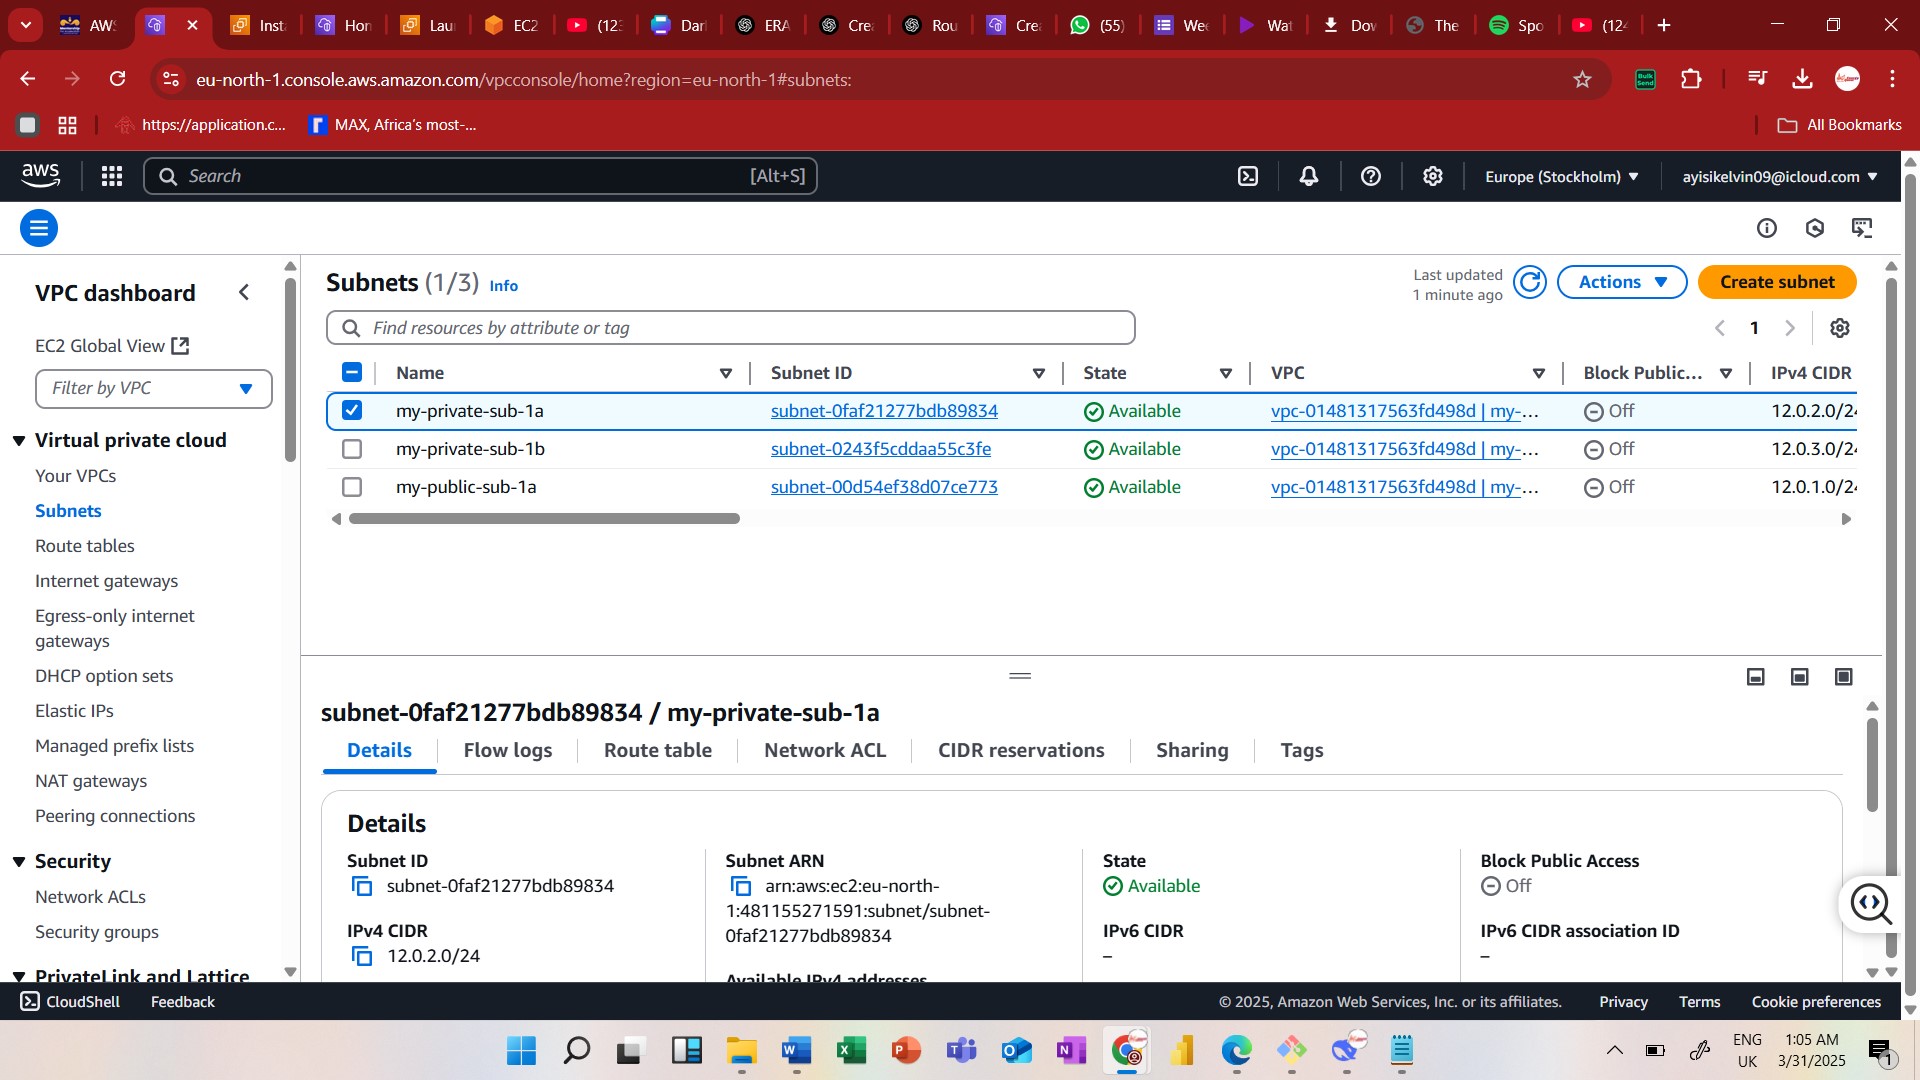 AWS
Inst
Hon
Lau
EC2
(123
Dar
ERA
Crea
Rou
Crea
(55)
We
Wat
Dov
The
Spo
(124
eu-north-1.console.aws.amazon.com/vpcconsole/home?region=eu-north-1#subnets:
Bulk Send
https://application.c...
MAX, Africa's most-...
All Bookmarks
aws
Search
[Alt+S]
Europe (Stockholm)
ayisikelvin09@icloud.com
VPC dashboard
EC2 Global View
Filter by VPC
Virtual private cloud
Your VPCs
Subnets
Route tables
Internet gateways
Egress-only internet
gateways
DHCP option sets
Elastic IPs
Managed prefix lists
NAT gateways
Peering connections
Security
Network ACLs
Security groups
PrivateLink and Lattice
Subnets (1/3) Info
Last updated
1 minute ago
Actions
Create subnet
Find resources by attribute or tag
1
Name Subnet ID State VPC Block Public... IPv4 CIDR
my-private-sub-1a subnet-0faf21277bdb89834 Available vpc-01481317563fd498d | my-... Off 12.0.2.0/24
my-private-sub-1b subnet-0243f5cddaa55c3fe Available vpc-01481317563fd498d | my-... Off 12.0.3.0/24
my-public-sub-1a subnet-00d54ef38d07ce773 Available vpc-01481317563fd498d | my-... Off 12.0.1.0/24
subnet-0faf21277bdb89834 / my-private-sub-1a
Details Flow logs Route table Network ACL CIDR reservations Sharing Tags
Details
Subnet ID
subnet-0faf21277bdb89834
IPv4 CIDR
12.0.2.0/24
Subnet ARN
arn:aws:ec2:eu-north-
1:481155271591:subnet/subnet-
0faf21277bdb89834
Available IPv4 addresses
State
Available
IPv6 CIDR
–
Block Public Access
Off
IPv6 CIDR association ID
–
CloudShell
Feedback
© 2025, Amazon Web Services, Inc. or its affiliates.
Privacy
Terms
Cookie preferences
ENG
UK
1:05 AM
3/31/2025
1